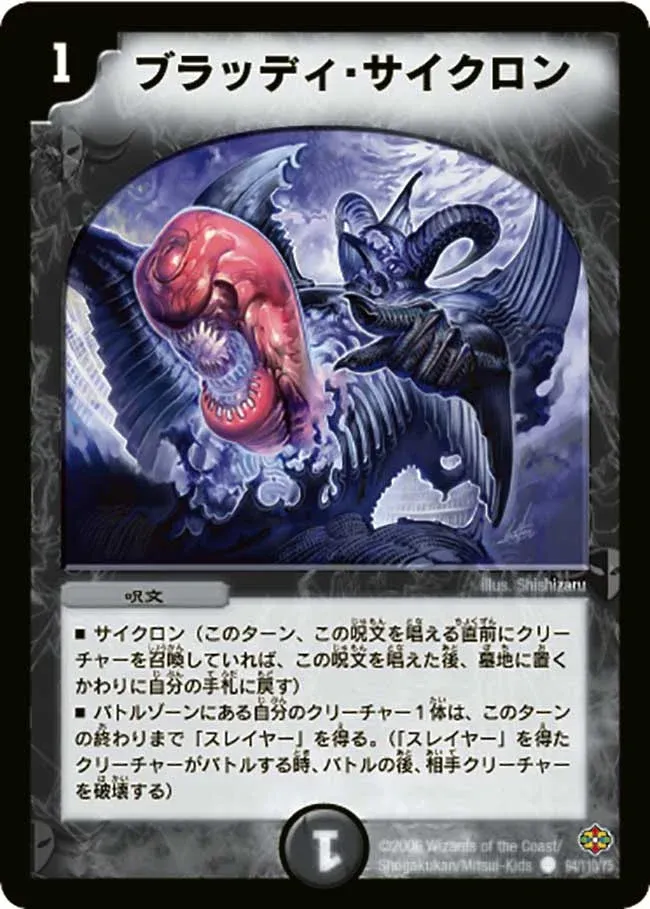 1
ブラッディ・サイクロン
illus. Shishizaru
呪文
■ サイクロン（このターン、この呪文を唱える直前にクリー
チャーを召喚していれば、この呪文を唱えた後、墓地に置く
かわりに自分の手札に戻す）
■ バトルゾーンにある自分のクリーチャー１体は、このターン
の終わりまで「スレイヤー」を得る。（「スレイヤー」を得た
クリーチャーがバトルする時、バトルの後、相手クリーチャー
を破壊する）
1
©2006 Wizards of the Coast/
Shogakukan/Mitsui-Kids
94/110/Y5